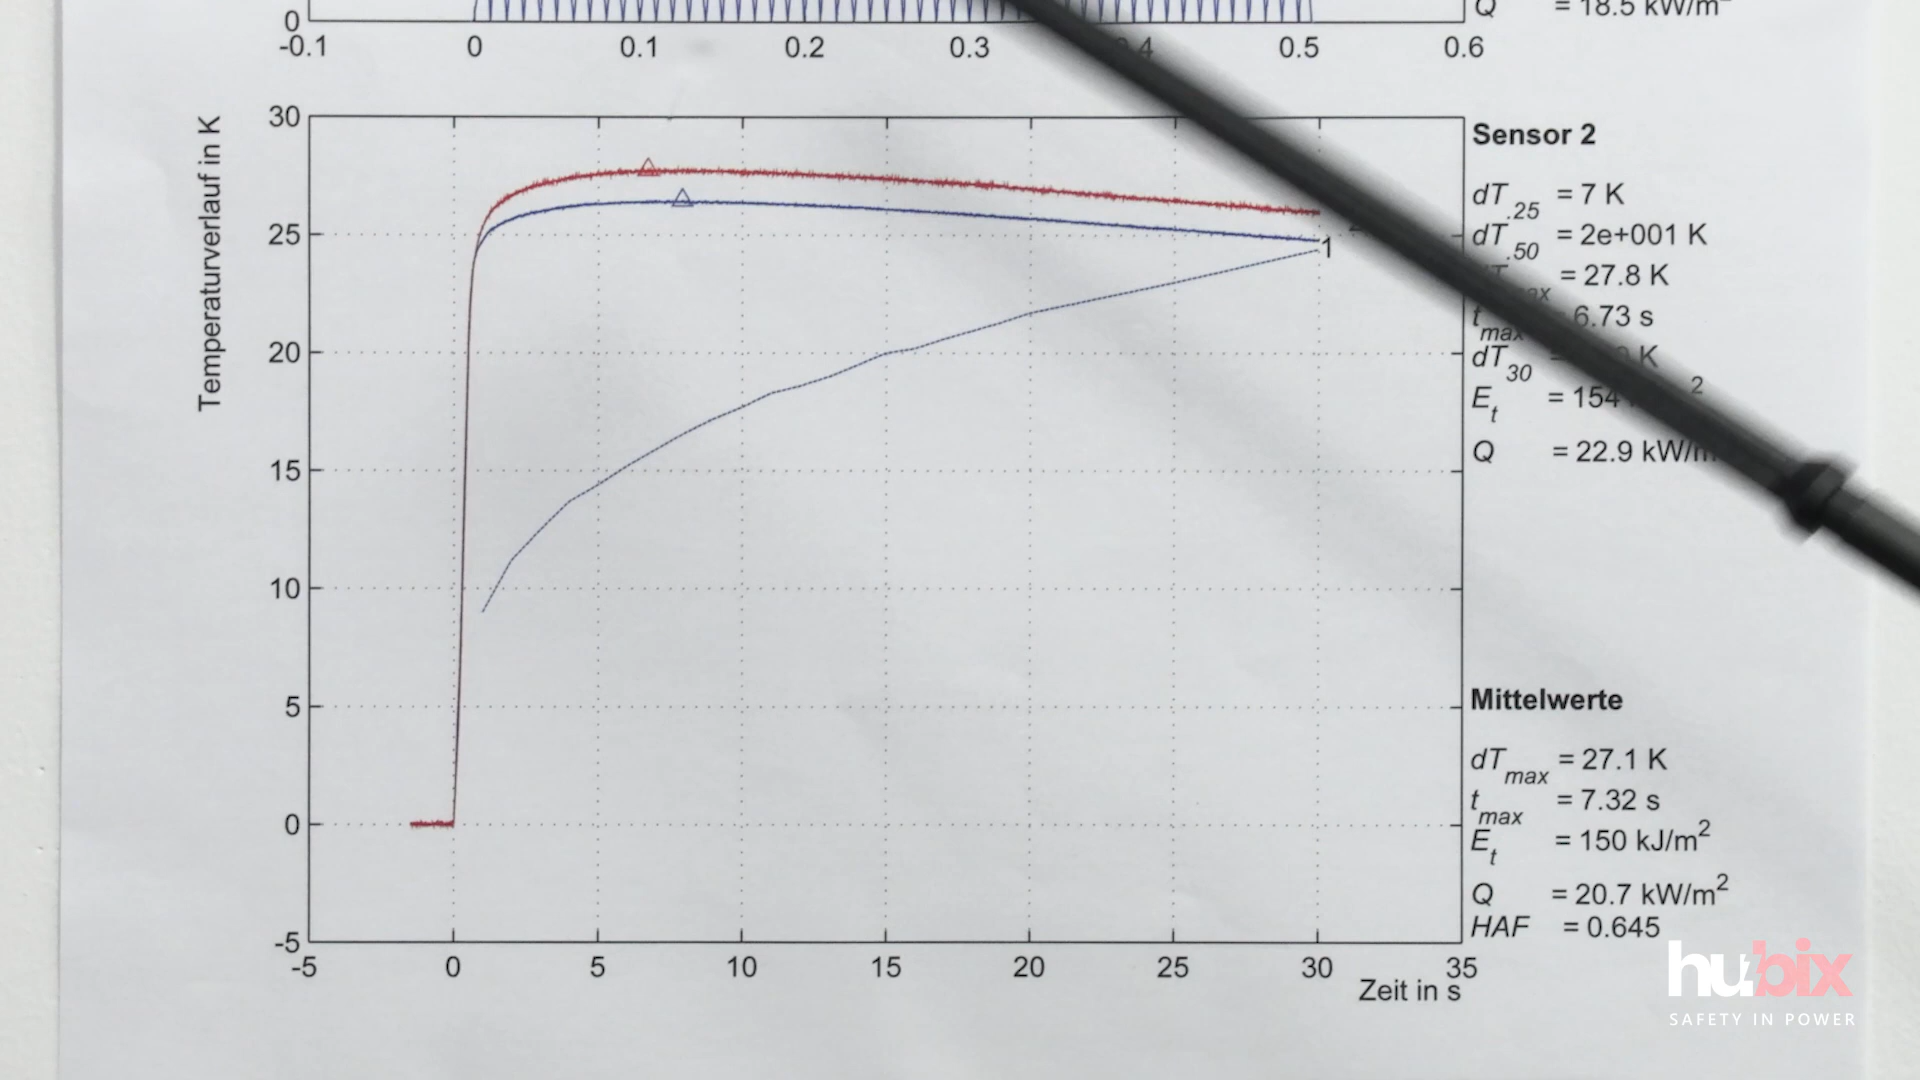 0
Q = 18.5 kW/m
-0.1 0 0.1 0.2 0.3 0.5 0.6
Temperaturverlauf in K
30
25
20
15
10
5
0
-5
-5 0 5 10 15 20 25 30 35
Zeit in s
1
Sensor 2
dT.25 = 7 K
dT.50 = 2e+001 K
= 27.8 K
tmax 6.73 s
dT30 K
Et = 154 2
Q = 22.9 kW/m
Mittelwerte
dTmax = 27.1 K
tmax = 7.32 s
Et = 150 kJ/m2
Q = 20.7 kW/m2
HAF = 0.645
hubix
SAFETY IN POWER